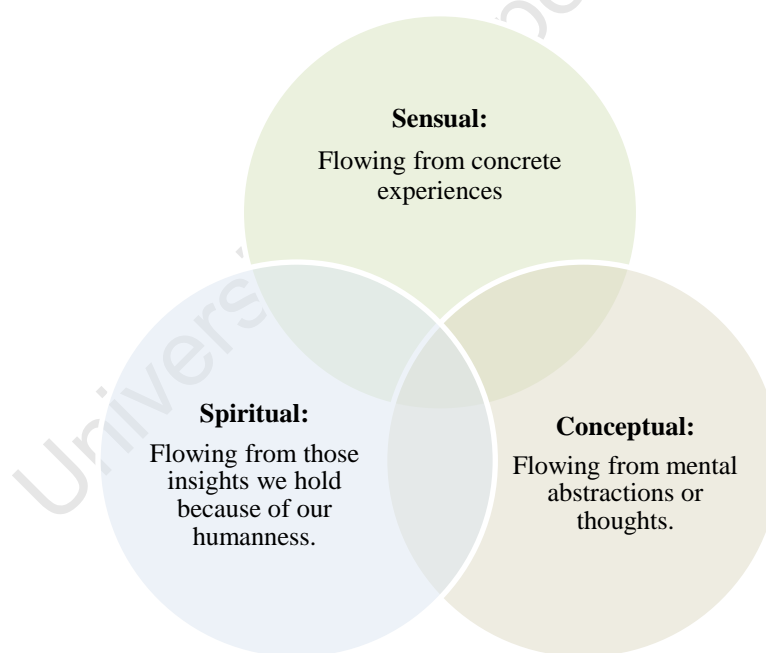 Sensual:
Flowing from concrete
experiences
Spiritual:
Flowing from those
insights we hold
because of our
humanness.
Conceptual:
Flowing from mental
abstractions or
thoughts.